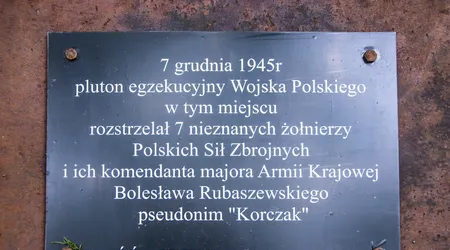 7 grudnia 1945r
pluton egzekucyjny Wojska Polskiego
w tym miejscu
rozstrzelał 7 nieznanych żołnierzy
Polskich Sił Zbrojnych
i ich komendanta majora Armii Krajowej
Bolesława Rubaszewskiego
pseudonim "Korczak"